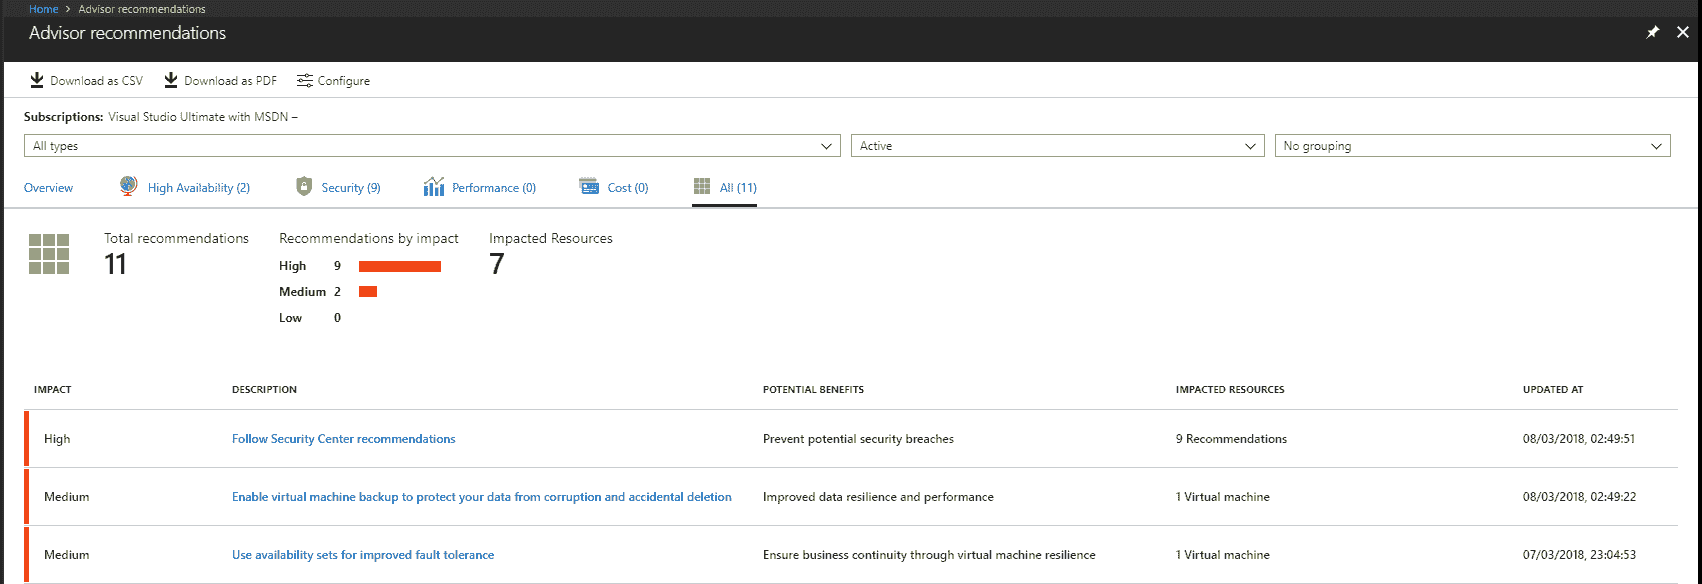 Home > Advisor recommendations
Advisor recommendations
Download as CSV Download as PDF Configure
Subscriptions: Visual Studio Ultimate with MSDN –
All types Active No grouping
Overview High Availability (2) Security (9) Performance (0) Cost (0) All (11)
Total recommendations Recommendations by impact Impacted Resources
11 High 9 7
Medium 2
Low 0
IMPACT DESCRIPTION POTENTIAL BENEFITS IMPACTED RESOURCES UPDATED AT
High Follow Security Center recommendations Prevent potential security breaches 9 Recommendations 08/03/2018, 02:49:51
Medium Enable virtual machine backup to protect your data from corruption and accidental deletion Improved data resilience and performance 1 Virtual machine 08/03/2018, 02:49:22
Medium Use availability sets for improved fault tolerance Ensure business continuity through virtual machine resilience 1 Virtual machine 07/03/2018, 23:04:53